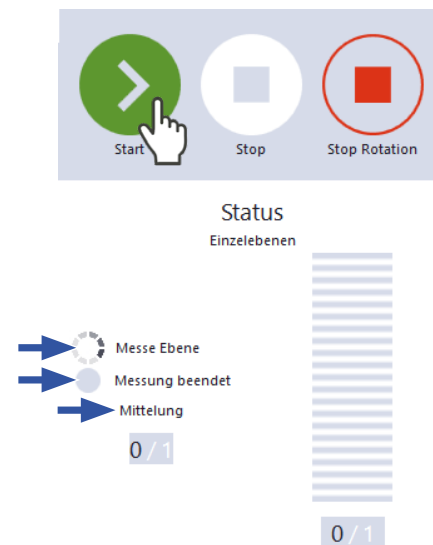 Start
Stop
Stop Rotation
Status
Einzelebenen
Messe Ebene
Messung beendet
Mittelung
0 / 1
0 / 1